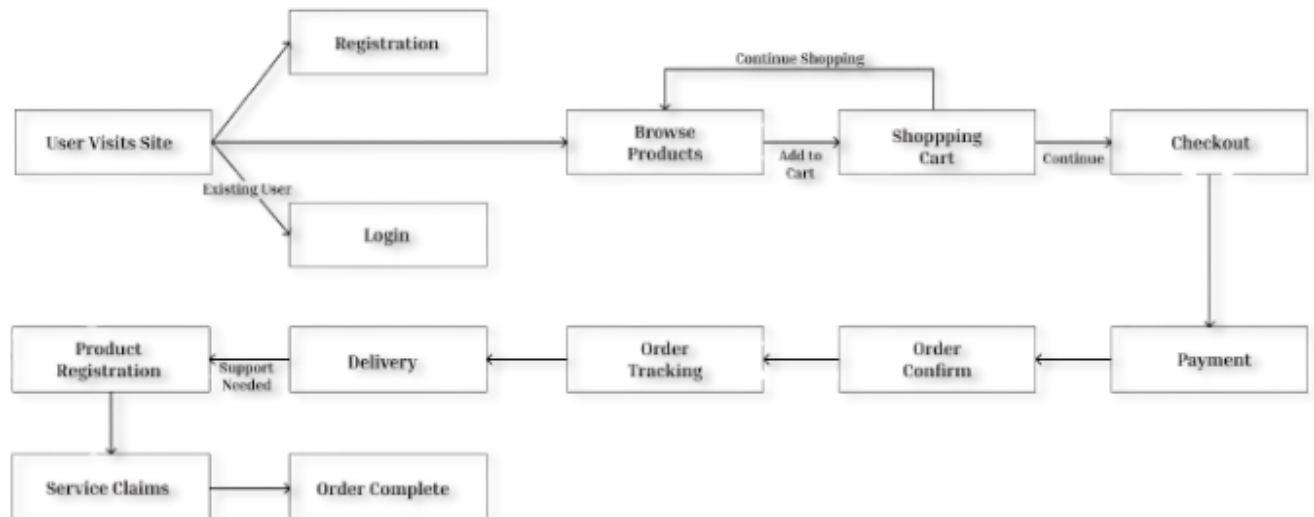 Registration
Continue Shopping
User Visits Site
Browse
Products
Add to
Cart
Shoppping
Cart
Continue
Checkout
Existing User
Login
Product
Registration
Support
Needed
Delivery
Order
Tracking
Order
Confirm
Payment
Service Claims
Order Complete